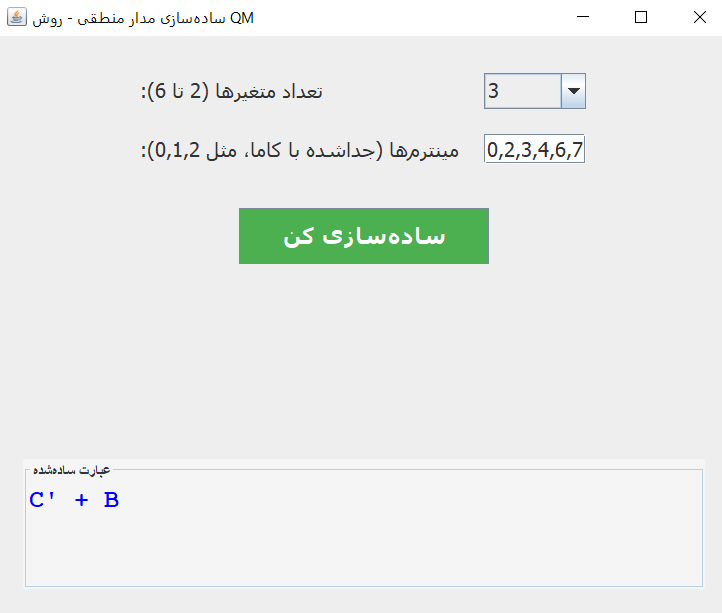 ساده‌سازی مدار منطقی - روش QM
تعداد متغیرها (2 تا 6):
3
مینترم‌ها (جداشده با کاما، مثل 0,1,2):
0,2,3,4,6,7
ساده‌سازی کن
عبارت ساده‌شده
C' + B